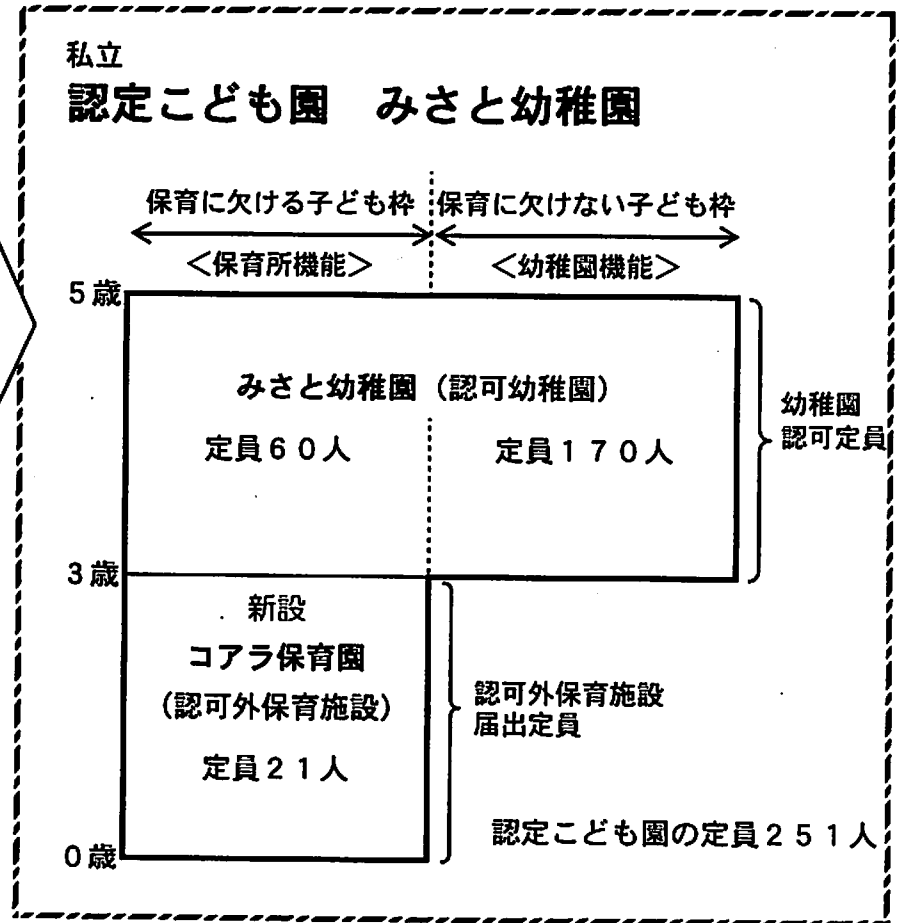 私立
認定こども園　みさと幼稚園
保育に欠ける子ども枠
保育に欠けない子ども枠
＜保育所機能＞
＜幼稚園機能＞
5歳
みさと幼稚園（認可幼稚園）
定員６０人
定員１７０人
幼稚園
認可定員
3歳
新設
コアラ保育園
（認可外保育施設）
定員２１人
認可外保育施設
届出定員
認定こども園の定員２５１人
0歳